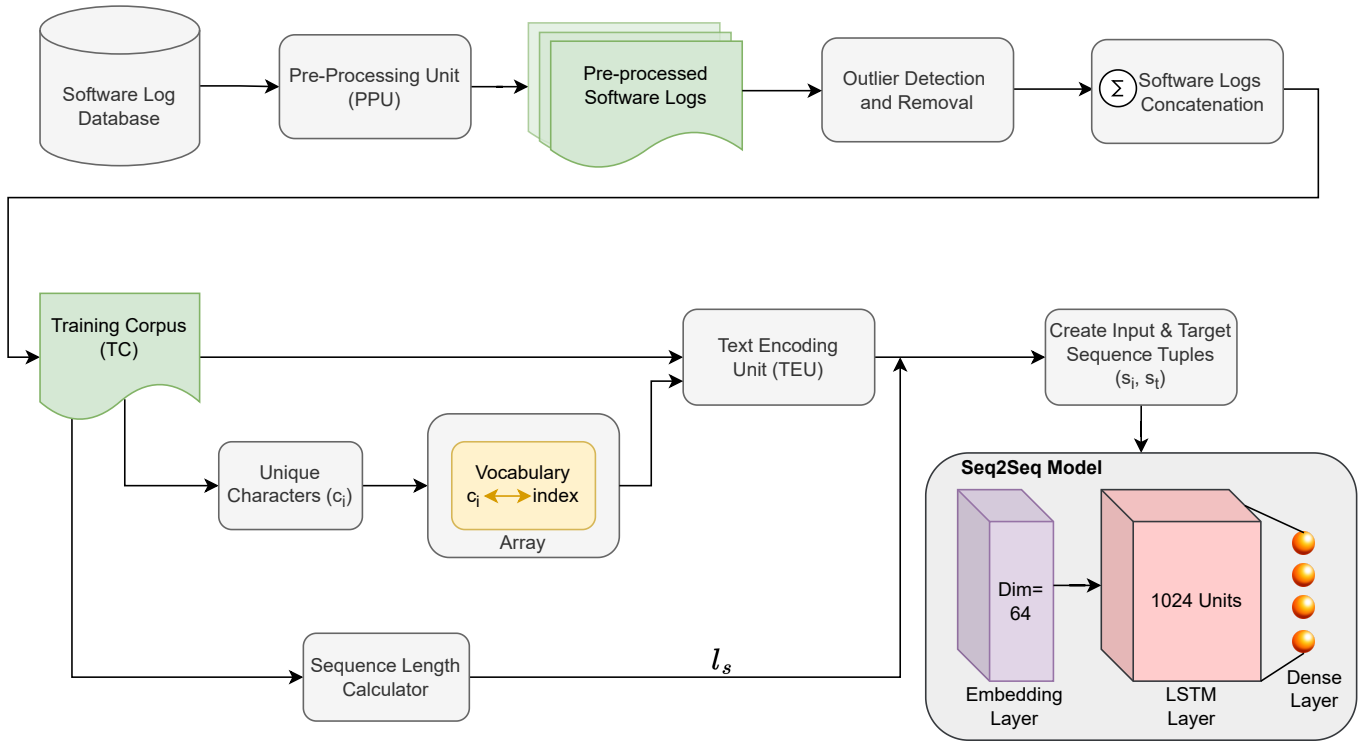 Software Log
Database
Pre-Processing Unit
(PPU)
Pre-processed
Software Logs
Outlier Detection
and Removal
∑
Software Logs
Concatenation
Training Corpus
(TC)
Text Encoding
Unit (TEU)
Create Input & Target
Sequence Tuples
(sᵢ, sₜ)
Unique
Characters (cᵢ)
Vocabulary
cᵢ index
Array
Sequence Length
Calculator
lₛ
Seq2Seq Model
Dim=
64
1024 Units
Embedding
Layer
LSTM
Layer
Dense
Layer